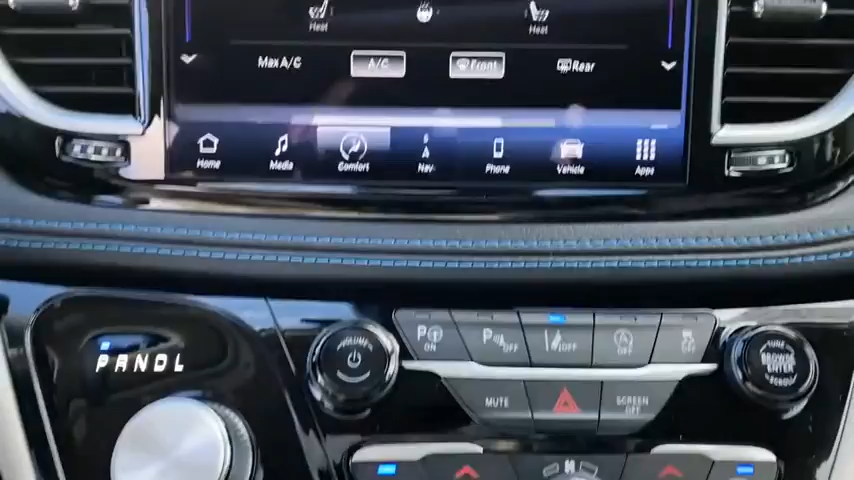 Heat Heat
Max A/C A/C Front Rear
Home Media Comfort Nav Phone Vehicle Apps
PRNDL
VOLUME
P ON P OFF OFF OFF
TUNE
BROWSE
ENTER
SCROLL
MUTE SCREEN OFF